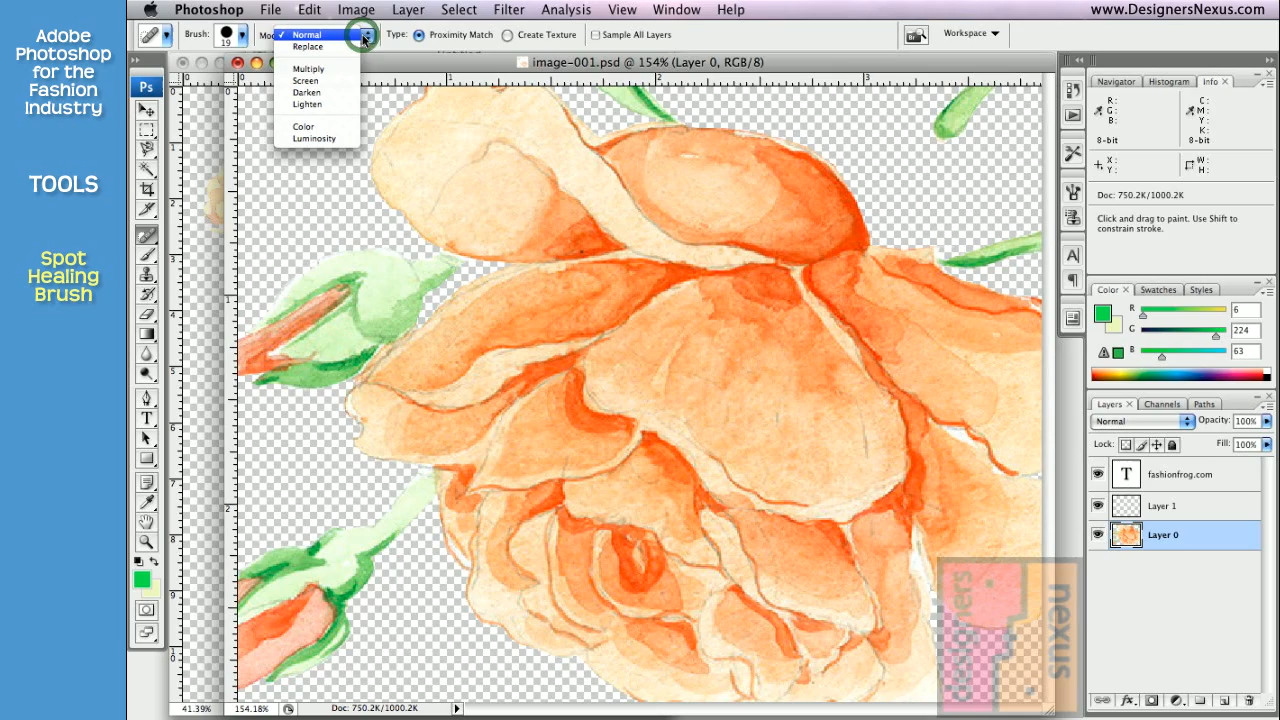 Adobe
Photoshop
for the
Fashion
Industry
TOOLS
Spot
Healing
Brush
Photoshop File Edit Image Layer Select Filter Analysis View Window Help www.DesignersNexus.com
Brush: 19 Normal Type: Proximity Match Create Texture Sample All Layers Workspace
Replace
Multiply
Screen
Darken
Lighten
Color
Luminosity
image-001.psd @ 154% (Layer 0, RGB/8)
Ps
T
Navigator Histogram Info
R: C:
G: M:
B: Y:
K:
8-bit 8-bit
X: W:
Y: H:
Doc: 750.2K/1000.2K
Click and drag to paint. Use Shift to
constrain stroke.
Color Swatches Styles
R 6
G 224
B 63
Layers Channels Paths
Normal Opacity: 100%
Lock: Fill: 100%
T fashionfrog.com
Layer 1
Layer 0
designers
nexus
41.39% 154.18% Doc: 750.2K/1000.2K